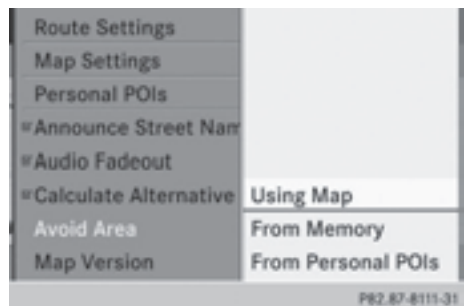 Route Settings
Map Settings
Personal POIs
Announce Street Nam
Audio Fadeout
Calculate Alternative
Using Map
Avoid Area
From Memory
Map Version
From Personal POIs
P82.87-8111-31